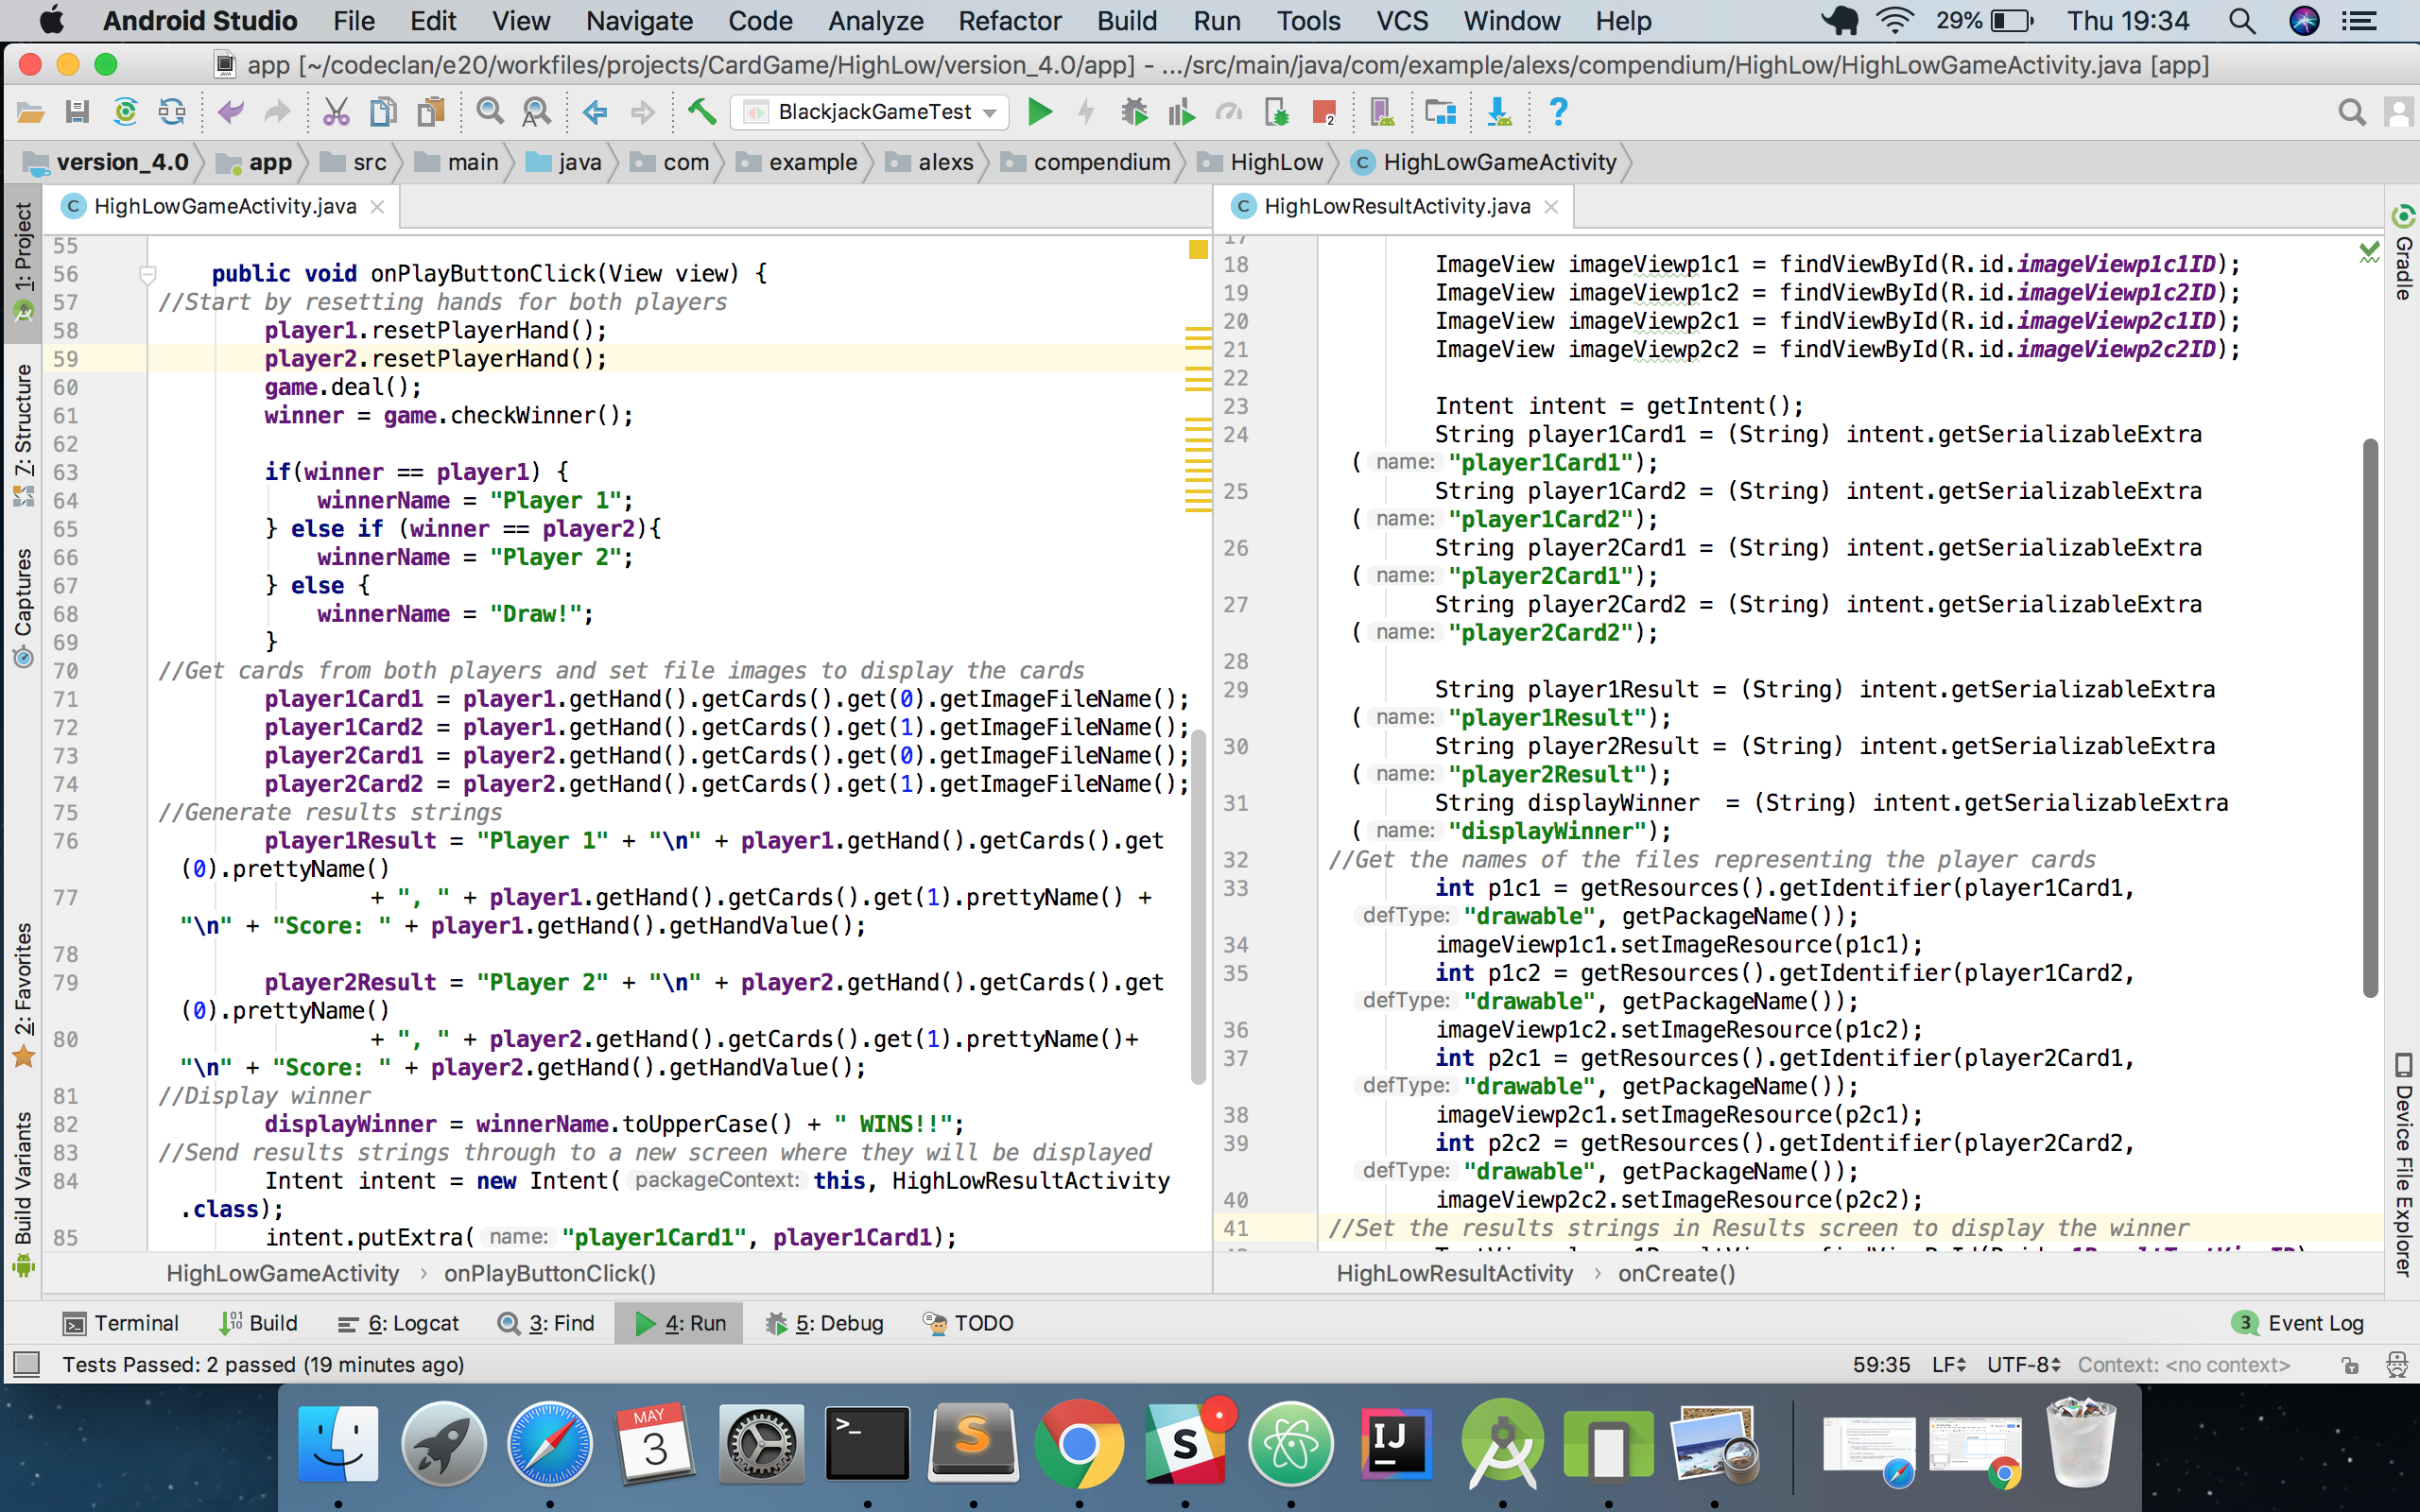 Android Studio File Edit View Navigate Code Analyze Refactor Build Run Tools VCS Window Help 29% Thu 19:34
app [~/codeclan/e20/workfiles/projects/CardGame/HighLow/version_4.0/app] - .../src/main/java/com/example/alexs/compendium/HighLow/HighLowGameActivity.java [app]
BlackjackGameTest
version_4.0 app src main java com example alexs compendium HighLow HighLowGameActivity
1: Project
7: Structure
Captures
2: Favorites
Build Variants
HighLowGameActivity.java
55
56 public void onPlayButtonClick(View view) {
57 //Start by resetting hands for both players
58 player1.resetPlayerHand();
59 player2.resetPlayerHand();
60 game.deal();
61 winner = game.checkWinner();
62
63 if(winner == player1) {
64 winnerName = "Player 1";
65 } else if (winner == player2){
66 winnerName = "Player 2";
67 } else {
68 winnerName = "Draw!";
69 }
70 //Get cards from both players and set file images to display the cards
71 player1Card1 = player1.getHand().getCards().get(0).getImageFileName();
72 player1Card2 = player1.getHand().getCards().get(1).getImageFileName();
73 player2Card1 = player2.getHand().getCards().get(0).getImageFileName();
74 player2Card2 = player2.getHand().getCards().get(1).getImageFileName();
75 //Generate results strings
76 player1Result = "Player 1" + "\n" + player1.getHand().getCards().get
(0).prettyName()
77 + ", " + player1.getHand().getCards().get(1).prettyName() +
"\n" + "Score: " + player1.getHand().getHandValue();
78
79 player2Result = "Player 2" + "\n" + player2.getHand().getCards().get
(0).prettyName()
80 + ", " + player2.getHand().getCards().get(1).prettyName()+
"\n" + "Score: " + player2.getHand().getHandValue();
81 //Display winner
82 displayWinner = winnerName.toUpperCase() + " WINS!!";
83 //Send results strings through to a new screen where they will be displayed
84 Intent intent = new Intent( packageContext: this, HighLowResultActivity
.class);
85 intent.putExtra( name: "player1Card1", player1Card1);
HighLowGameActivity › onPlayButtonClick()
HighLowResultActivity.java
17
18 ImageView imageViewp1c1 = findViewById(R.id.imageViewp1c1ID);
19 ImageView imageViewp1c2 = findViewById(R.id.imageViewp1c2ID);
20 ImageView imageViewp2c1 = findViewById(R.id.imageViewp2c1ID);
21 ImageView imageViewp2c2 = findViewById(R.id.imageViewp2c2ID);
22
23 Intent intent = getIntent();
24 String player1Card1 = (String) intent.getSerializableExtra
( name: "player1Card1");
25 String player1Card2 = (String) intent.getSerializableExtra
( name: "player1Card2");
26 String player2Card1 = (String) intent.getSerializableExtra
( name: "player2Card1");
27 String player2Card2 = (String) intent.getSerializableExtra
( name: "player2Card2");
28
29 String player1Result = (String) intent.getSerializableExtra
( name: "player1Result");
30 String player2Result = (String) intent.getSerializableExtra
( name: "player2Result");
31 String displayWinner = (String) intent.getSerializableExtra
( name: "displayWinner");
32 //Get the names of the files representing the player cards
33 int p1c1 = getResources().getIdentifier(player1Card1,
defType: "drawable", getPackageName());
34 imageViewp1c1.setImageResource(p1c1);
35 int p1c2 = getResources().getIdentifier(player1Card2,
defType: "drawable", getPackageName());
36 imageViewp1c2.setImageResource(p1c2);
37 int p2c1 = getResources().getIdentifier(player2Card1,
defType: "drawable", getPackageName());
38 imageViewp2c1.setImageResource(p2c1);
39 int p2c2 = getResources().getIdentifier(player2Card2,
defType: "drawable", getPackageName());
40 imageViewp2c2.setImageResource(p2c2);
41 //Set the results strings in Results screen to display the winner
HighLowResultActivity › onCreate()
Gradle
Device File Explorer
Terminal Build 6: Logcat 3: Find 4: Run 5: Debug TODO 3 Event Log
Tests Passed: 2 passed (19 minutes ago) 59:35 LF UTF-8 Context: <no context>
MAY
3
>_
S
S
IJ